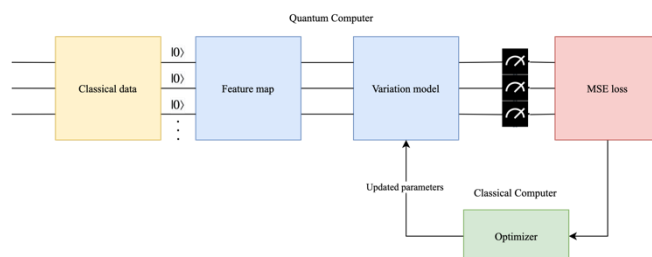 Quantum Computer
Classical data
|0⟩
|0⟩
|0⟩
Feature map
Variation model
MSE loss
Updated parameters
Classical Computer
Optimizer